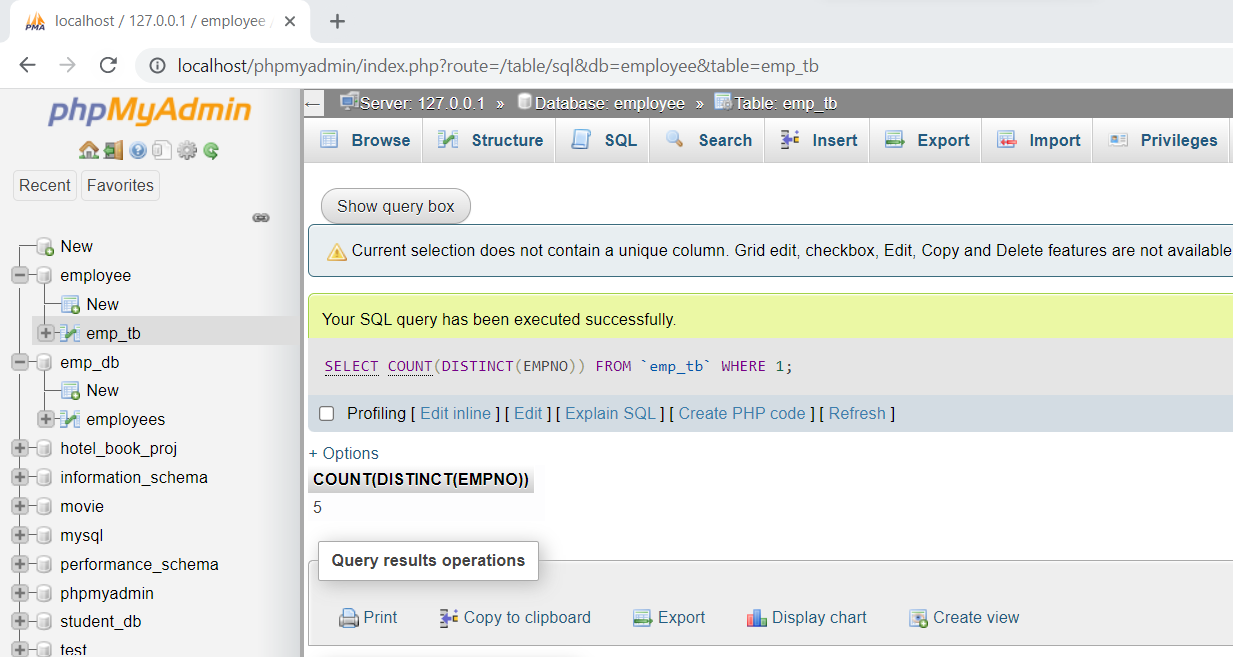 localhost / 127.0.0.1 / employee /
localhost/phpmyadmin/index.php?route=/table/sql&db=employee&table=emp_tb
phpMyAdmin
PMA
Recent Favorites
New
employee
New
emp_tb
emp_db
New
employees
hotel_book_proj
information_schema
movie
mysql
performance_schema
phpmyadmin
student_db
test
Server: 127.0.0.1 » Database: employee » Table: emp_tb
Browse Structure SQL Search Insert Export Import Privileges
Show query box
Current selection does not contain a unique column. Grid edit, checkbox, Edit, Copy and Delete features are not available
Your SQL query has been executed successfully.
SELECT COUNT(DISTINCT(EMPNO)) FROM `emp_tb` WHERE 1;
Profiling [ Edit inline ] [ Edit ] [ Explain SQL ] [ Create PHP code ] [ Refresh ]
+ Options
COUNT(DISTINCT(EMPNO))
5
Query results operations
Print Copy to clipboard Export Display chart Create view